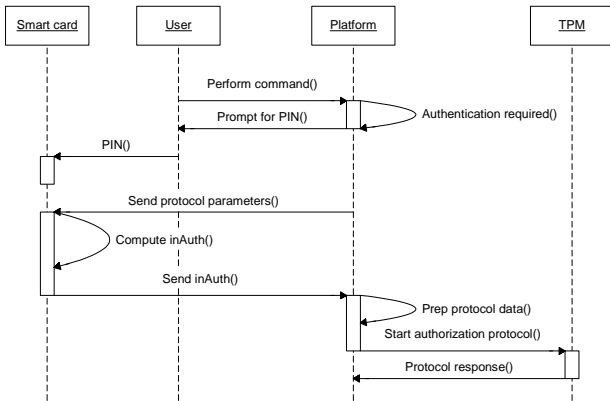 Smart card
User
Platform
TPM
Perform command()
Authentication required()
Prompt for PIN()
PIN()
Send protocol parameters()
Compute inAuth()
Send inAuth()
Prep protocol data()
Start authorization protocol()
Protocol response()